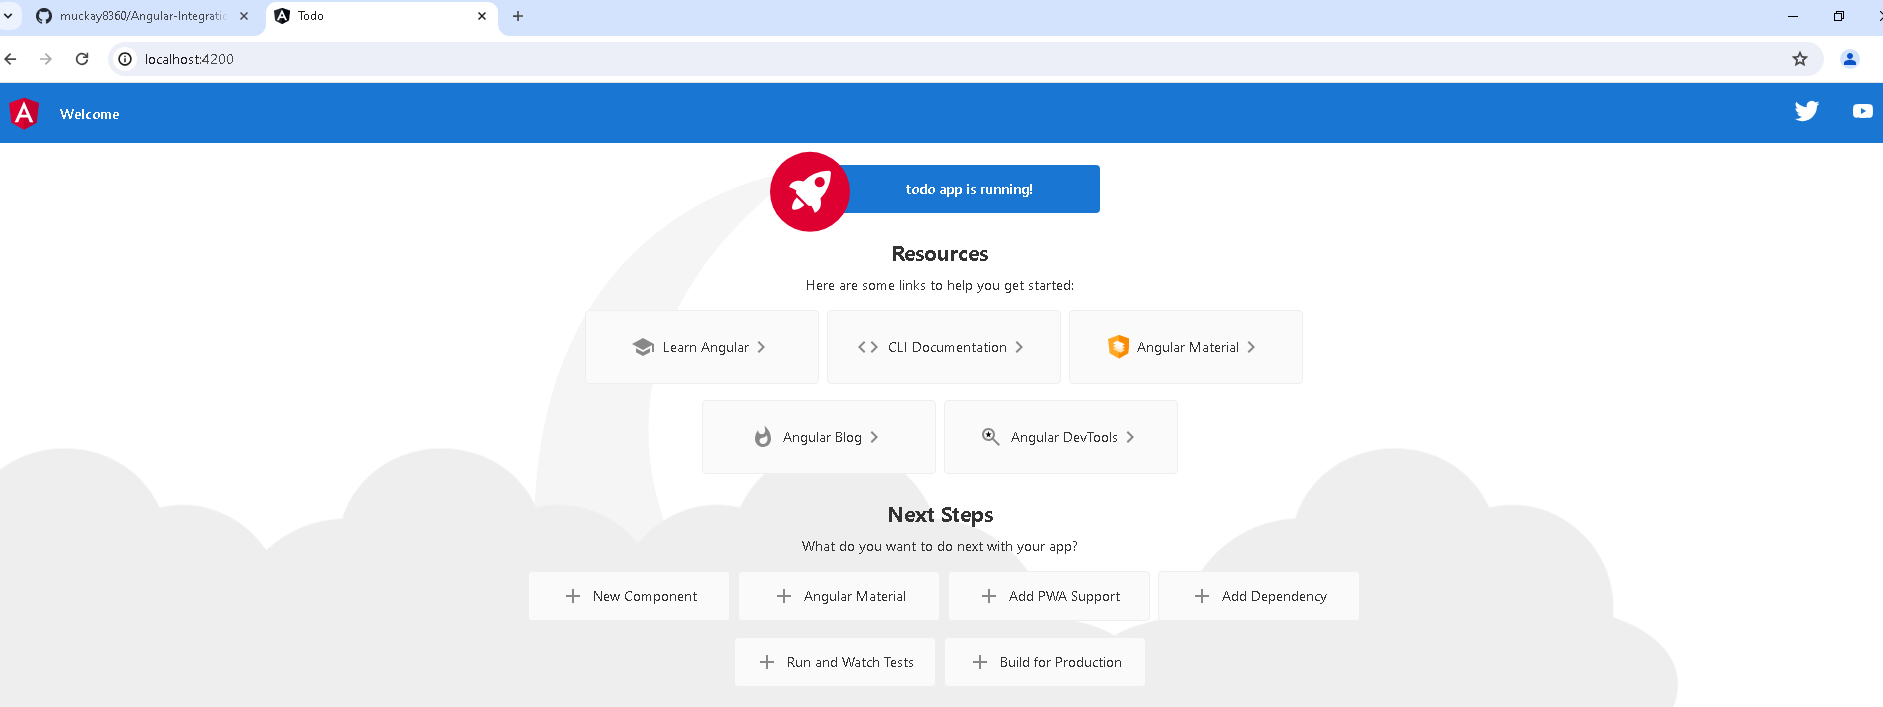 muckay8360/Angular-Integratio
Todo
localhost:4200
Welcome
todo app is running!
Resources
Here are some links to help you get started:
Learn Angular
CLI Documentation
Angular Material
Angular Blog
Angular DevTools
Next Steps
What do you want to do next with your app?
New Component
Angular Material
Add PWA Support
Add Dependency
Run and Watch Tests
Build for Production